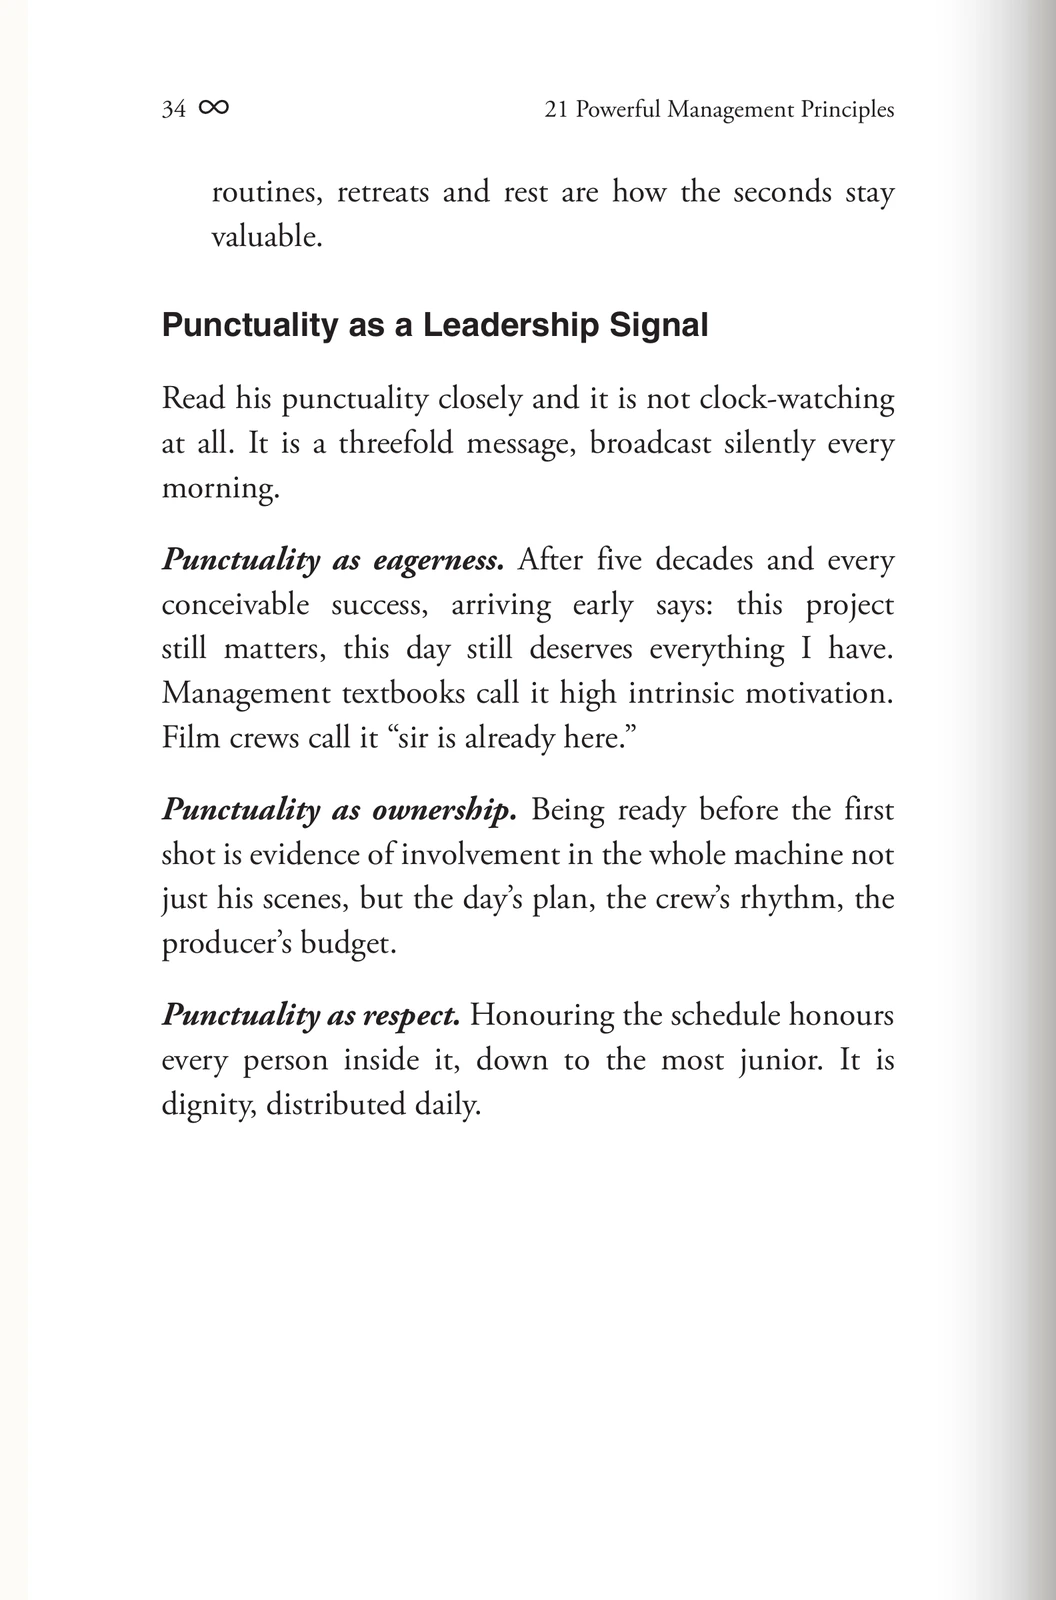 34 ∞ 21 Powerful Management Principles
routines, retreats and rest are how the seconds stay
valuable.
Punctuality as a Leadership Signal
Read his punctuality closely and it is not clock-watching
at all. It is a threefold message, broadcast silently every
morning.
Punctuality as eagerness. After five decades and every
conceivable success, arriving early says: this project
still matters, this day still deserves everything I have.
Management textbooks call it high intrinsic motivation.
Film crews call it “sir is already here.”
Punctuality as ownership. Being ready before the first
shot is evidence of involvement in the whole machine not
just his scenes, but the day’s plan, the crew’s rhythm, the
producer’s budget.
Punctuality as respect. Honouring the schedule honours
every person inside it, down to the most junior. It is
dignity, distributed daily.